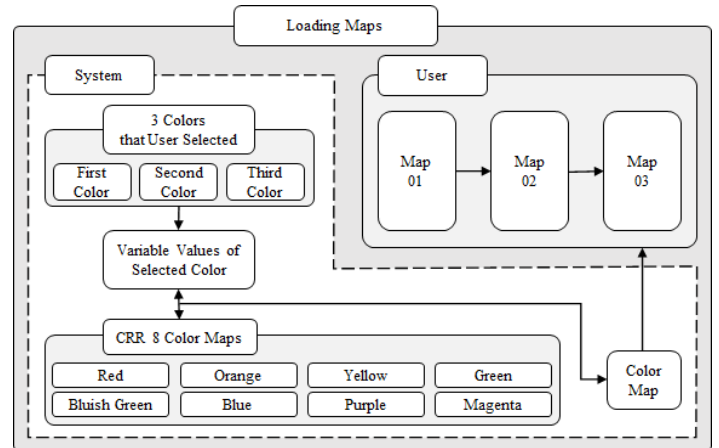 Loading Maps
System
User
3 Colors
that User Selected
First
Color
Second
Color
Third
Color
Map
01
Map
02
Map
03
Variable Values of
Selected Color
CRR 8 Color Maps
Red
Orange
Yellow
Green
Bluish Green
Blue
Purple
Magenta
Color
Map